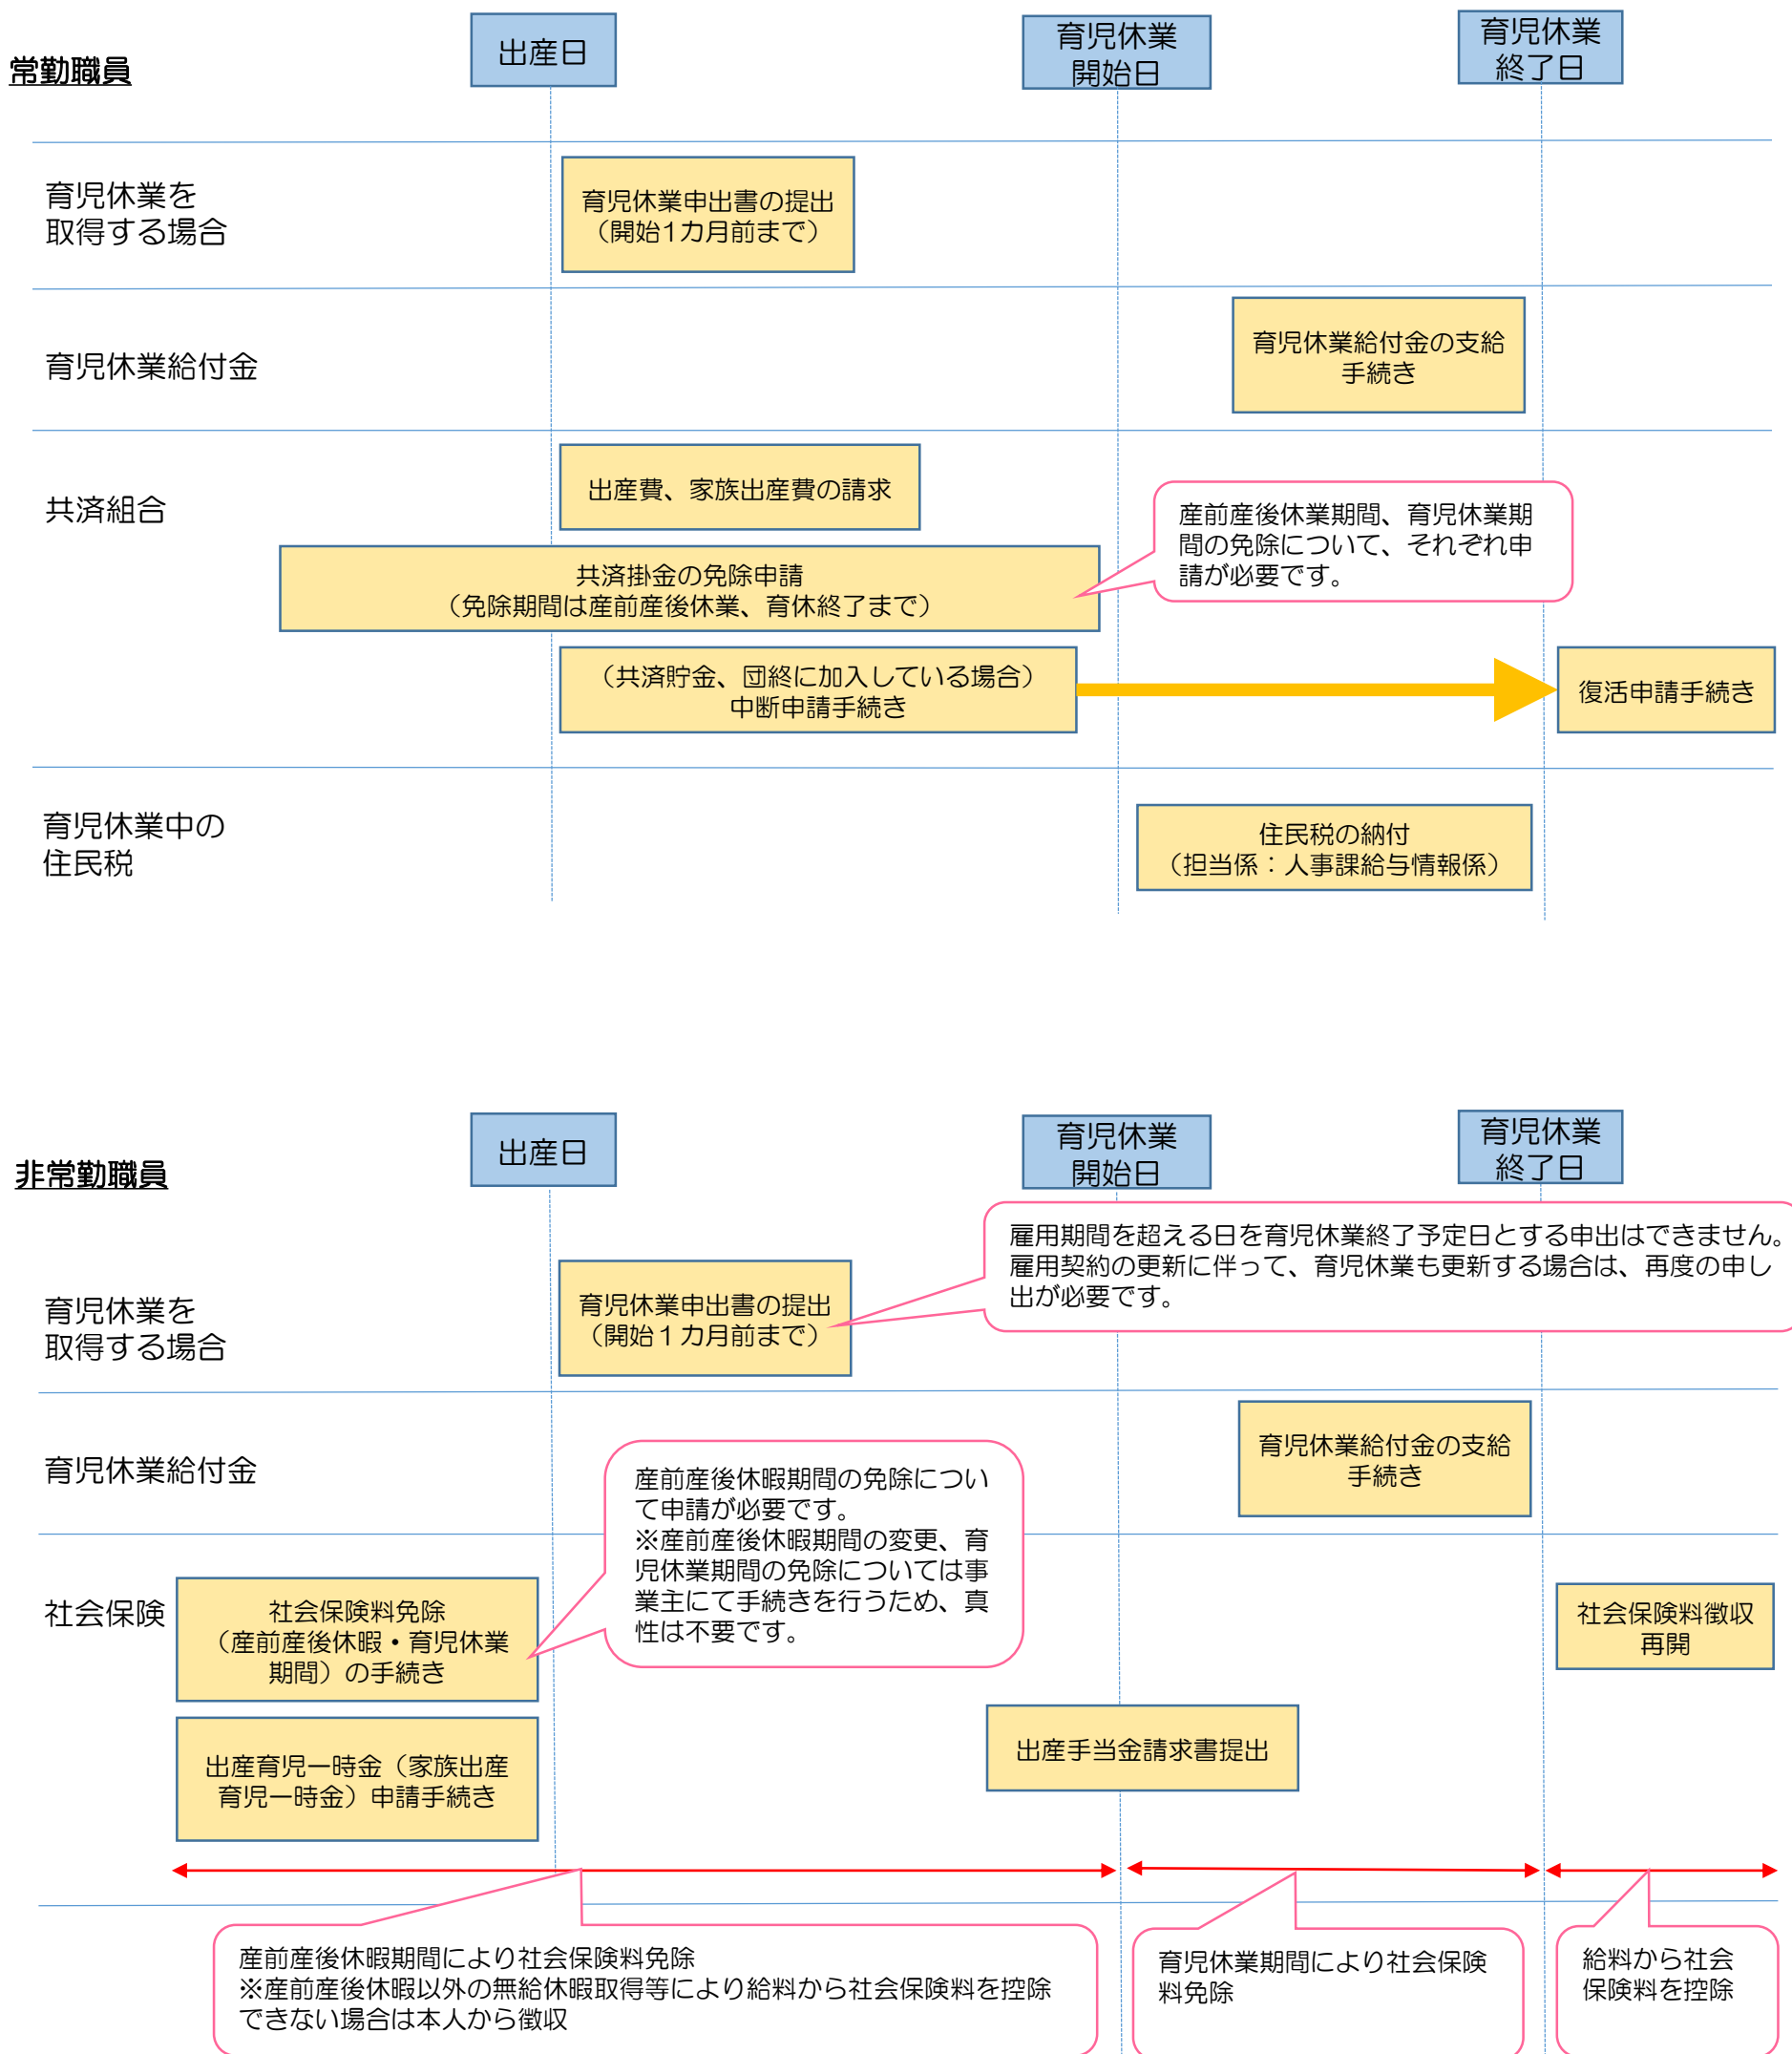 常勤職員
出産日
育児休業
開始日
育児休業
終了日
育児休業を
取得する場合
育児休業申出書の提出
（開始1カ月前まで）
育児休業給付金
育児休業給付金の支給
手続き
共済組合
出産費、家族出産費の請求
産前産後休業期間、育児休業期
間の免除について、それぞれ申
請が必要です。
共済掛金の免除申請
（免除期間は産前産後休業、育休終了まで）
（共済貯金、団終に加入している場合）
中断申請手続き
復活申請手続き
育児休業中の
住民税
住民税の納付
（担当係：人事課給与情報係）
非常勤職員
出産日
育児休業
開始日
育児休業
終了日
雇用期間を超える日を育児休業終了予定日とする申出はできません。
雇用契約の更新に伴って、育児休業も更新する場合は、再度の申し
出が必要です。
育児休業を
取得する場合
育児休業申出書の提出
（開始１カ月前まで）
育児休業給付金
育児休業給付金の支給
手続き
産前産後休暇期間の免除につい
て申請が必要です。
※産前産後休暇期間の変更、育
児休業期間の免除については事
業主にて手続きを行うため、真
性は不要です。
社会保険
社会保険料免除
（産前産後休暇・育児休業
期間）の手続き
社会保険料徴収
再開
出産育児一時金（家族出産
育児一時金）申請手続き
出産手当金請求書提出
産前産後休暇期間により社会保険料免除
※産前産後休暇以外の無給休暇取得等により給料から社会保険料を控除
できない場合は本人から徴収
育児休業期間により社会保険
料免除
給料から社会
保険料を控除